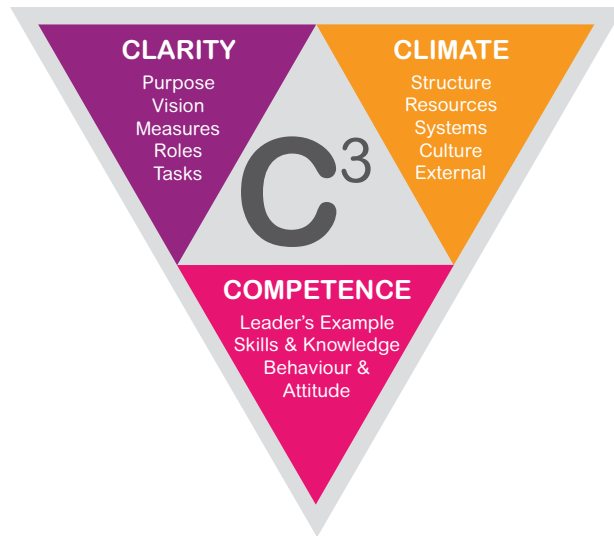 CLARITY
Purpose
Vision
Measures
Roles
Tasks
CLIMATE
Structure
Resources
Systems
Culture
External
C³
COMPETENCE
Leader's Example
Skills & Knowledge
Behaviour &
Attitude